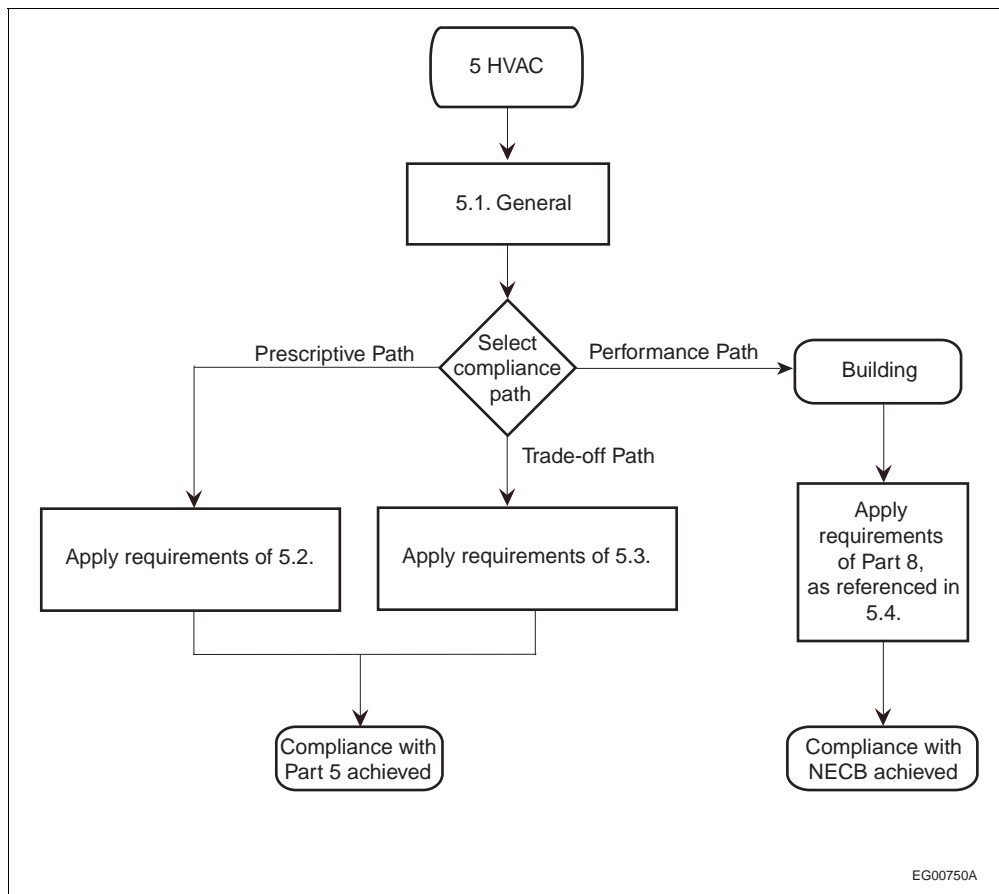 5 HVAC
5.1. General
Select
compliance
path
Prescriptive Path
Performance Path
Building
Trade-off Path
Apply requirements of 5.2.
Apply requirements of 5.3.
Apply
requirements
of Part 8,
as referenced in
5.4.
Compliance with
Part 5 achieved
Compliance with
NECB achieved
EG00750A